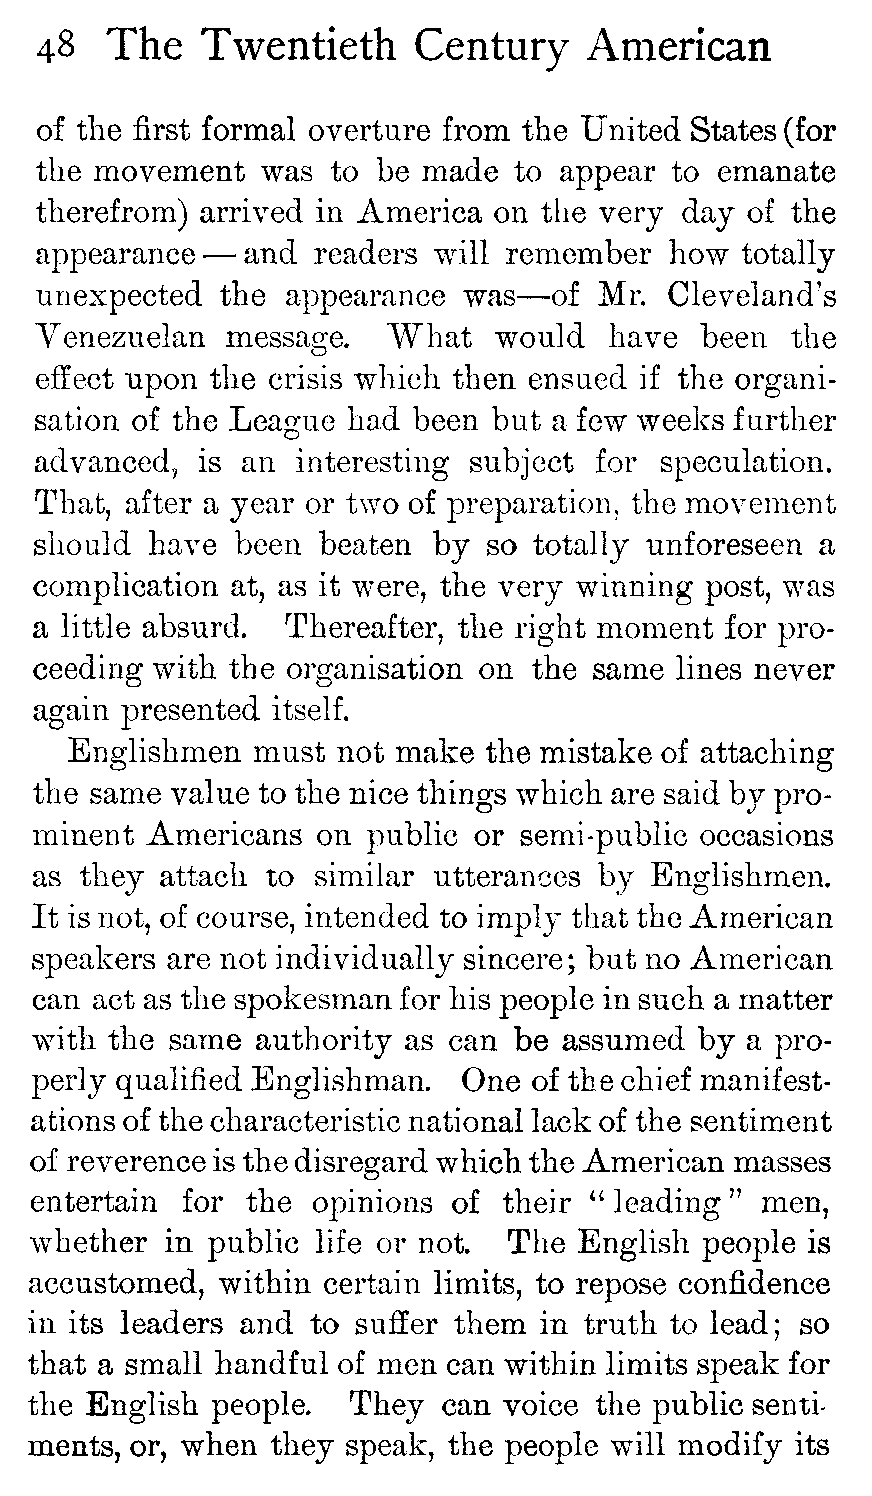 48 The Twentieth Century American
of the first formal overture from the United States (for
the movement was to be made to appear to emanate
therefrom) arrived in America on the very day of the
appearance — and readers will remember how totally
unexpected the appearance was—of Mr. Cleveland's
Venezuelan message. What would have been the
effect upon the crisis which then ensued if the organi-
sation of the League had been but a few weeks further
advanced, is an interesting subject for speculation.
That, after a year or two of preparation, the movement
should have been beaten by so totally unforeseen a
complication at, as it were, the very winning post, was
a little absurd. Thereafter, the right moment for pro-
ceeding with the organisation on the same lines never
again presented itself.
Englishmen must not make the mistake of attaching
the same value to the nice things which are said by pro-
minent Americans on public or semi-public occasions
as they attach to similar utterances by Englishmen.
It is not, of course, intended to imply that the American
speakers are not individually sincere; but no American
can act as the spokesman for his people in such a matter
with the same authority as can be assumed by a pro-
perly qualified Englishman. One of the chief manifest-
ations of the characteristic national lack of the sentiment
of reverence is the disregard which the American masses
entertain for the opinions of their "leading" men,
whether in public life or not. The English people is
accustomed, within certain limits, to repose confidence
in its leaders and to suffer them in truth to lead; so
that a small handful of men can within limits speak for
the English people. They can voice the public senti-
ments, or, when they speak, the people will modify its